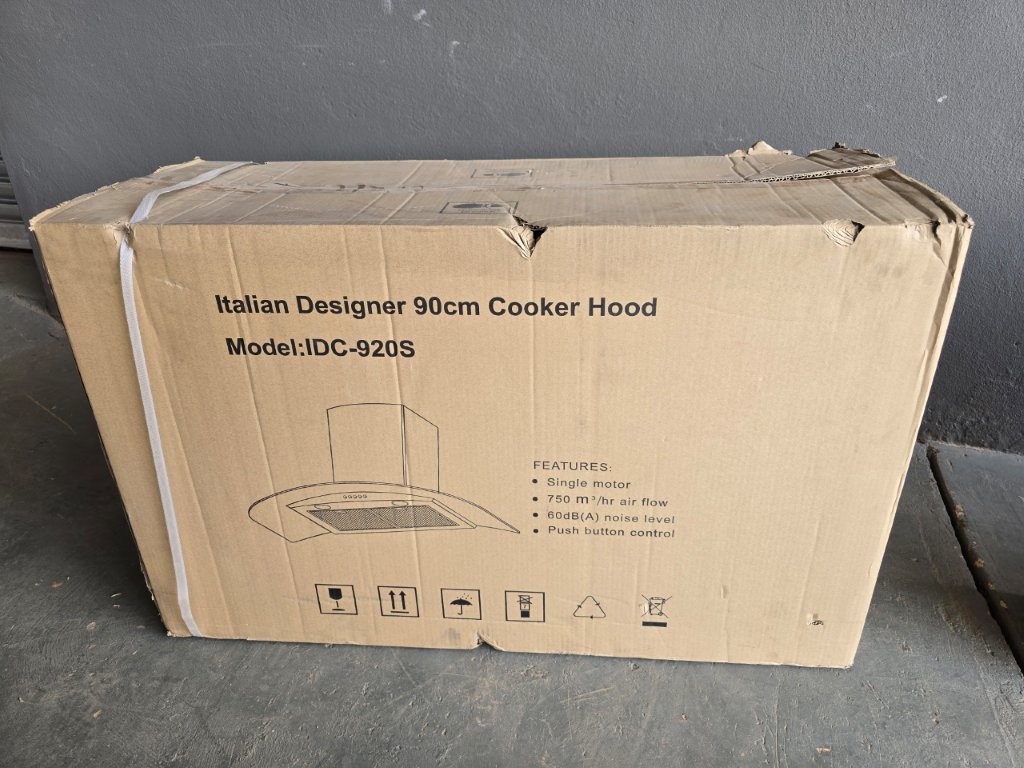 Italian Designer 90cm Cooker Hood
Model:IDC-920S
FEATURES:
• Single motor
• 750 m³/hr air flow
• 60dB(A) noise level
• Push button control